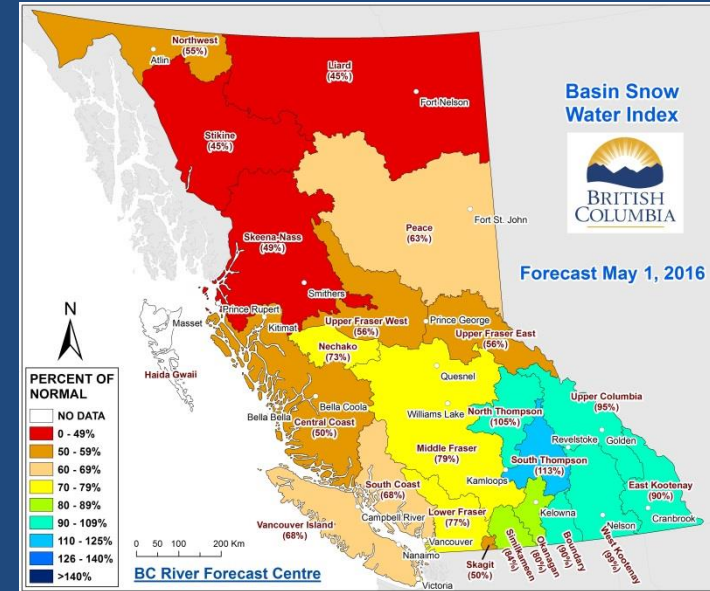 Northwest
(55%)
Atlin
Liard
(45%)
Fort Nelson
Basin Snow
Water Index
BRITISH
COLUMBIA
Stikine
(45%)
Peace
(63%)
Fort St. John
Forecast May 1, 2016
Skeena-Nass
(49%)
Smithers
N
Prince Rupert
Masset
Kitimat
Haida Gwaii
Upper Fraser West
(56%)
Prince George
Upper Fraser East
(56%)
Nechako
(73%)
Quesnel
Bella Coola
Bella Bella
Central Coast
(50%)
Williams Lake
North Thompson
(105%)
Upper Columbia
(95%)
Revelstoke
Golden
Middle Fraser
(79%)
South Thompson
(113%)
Kamloops
South Coast
(68%)
East Kootenay
(90%)
Campbell River
Lower Fraser
(77%)
Kelowna
Cranbrook
Nelson
Vancouver Island
(68%)
Vancouver
Nanaimo
Victoria
Skagit
(50%)
Similkameen
(84%)
Okanagan
(80%)
Boundary
(90%)
West Kootenay
(99%)
PERCENT OF
NORMAL
NO DATA
0 - 49%
50 - 59%
60 - 69%
70 - 79%
80 - 89%
90 - 109%
110 - 125%
126 - 140%
>140%
0 50 100 200 Km
BC River Forecast Centre